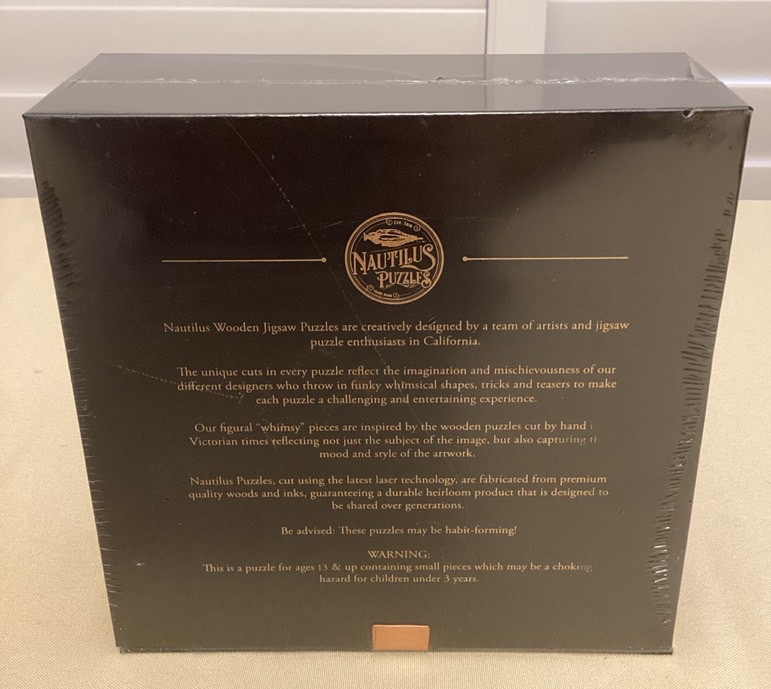 NAUTILUS
PUZZLES
Nautilus Wooden Jigsaw Puzzles are creatively designed by a team of artists and jigsaw
puzzle enthusiasts in California.
The unique cuts in every puzzle reflect the imagination and mischievousness of our
different designers who throw in funky whimsical shapes, tricks and teasers to make
each puzzle a challenging and entertaining experience.
Our figural “whimsy” pieces are inspired by the wooden puzzles cut by hand
Victorian times reflecting not just the subject of the image, but also capturing
mood and style of the artwork.
Nautilus Puzzles, cut using the latest laser technology, are fabricated from premium
quality woods and inks, guaranteeing a durable heirloom product that is designed to
be shared over generations.
Be advised: These puzzles may be habit-forming!
WARNING:
This is a puzzle for ages 13 & up containing small pieces which may be a choking
hazard for children under 3 years.